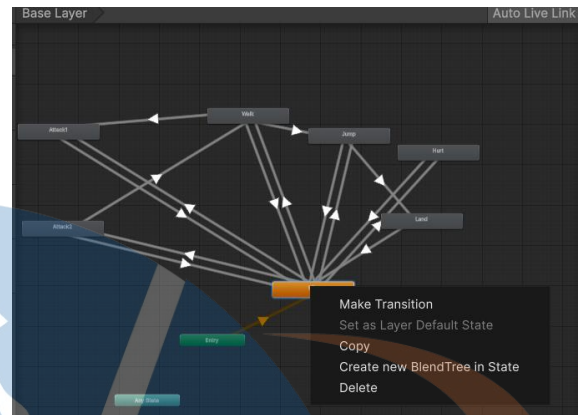 Base Layer
Auto Live Link
Walk
Attack1
Jump
Hurt
Land
Attack1
Make Transition
Set as Layer Default State
Copy
Create new BlendTree in State
Delete
Entry
Any State